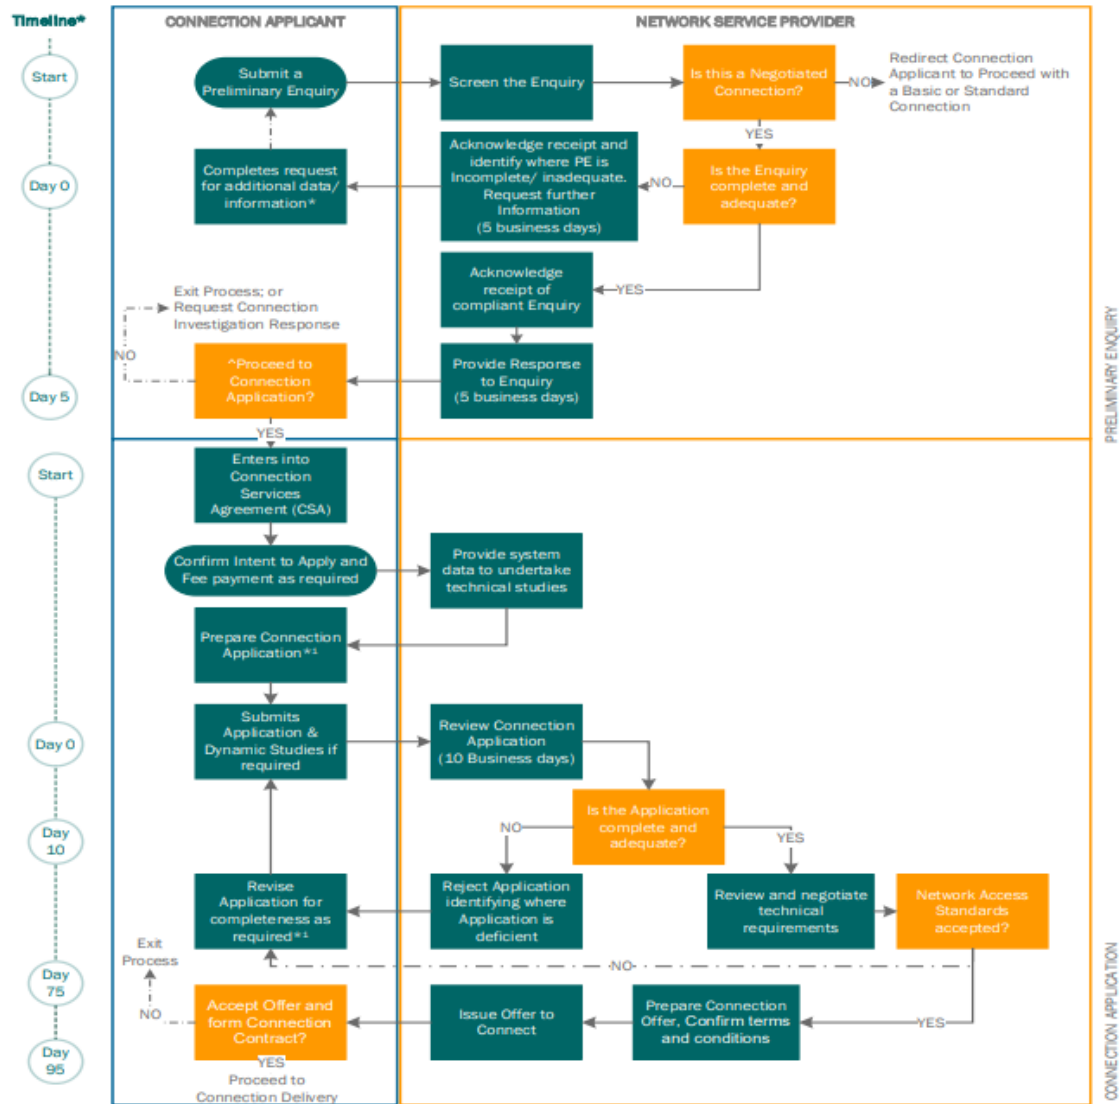 Timeline*
CONNECTION APPLICANT
NETWORK SERVICE PROVIDER
Start
Submit a
Preliminary Enquiry
Screen the Enquiry
Is this a Negotiated
Connection?
NO
Redirect Connection
Applicant to Proceed with
a Basic or Standard
Connection
YES
Day 0
Completes request
for additional data/
information*
Acknowledge receipt and
identify where PE is
Incomplete/ inadequate.
Request further
Information
(5 business days)
NO
Is the Enquiry
complete and
adequate?
Acknowledge
receipt of
compliant Enquiry
YES
Exit Process; or
Request Connection
Investigation Response
NO
Day 5
^Proceed to
Connection
Application?
Provide Response
to Enquiry
(5 business days)
PRELIMINARY ENQUIRY
YES
Start
Enters into
Connection
Services
Agreement (CSA)
Confirm Intent to Apply and
Fee payment as required
Provide system
data to undertake
technical studies
Prepare Connection
Application*1
Day 0
Submits
Application &
Dynamic Studies if
required
Review Connection
Application
(10 Business days)
Day
10
Is the Application
complete and
adequate?
NO
YES
Revise
Application for
completeness as
required*1
Reject Application
identifying where
Application is
deficient
Review and negotiate
technical
requirements
Network Access
Standards
accepted?
NO
Exit
Process
Day
75
NO
Accept Offer and
form Connection
Contract?
Issue Offer to
Connect
Prepare Connection
Offer, Confirm terms
and conditions
YES
Day
95
YES
Proceed to
Connection Delivery
CONNECTION APPLICATION